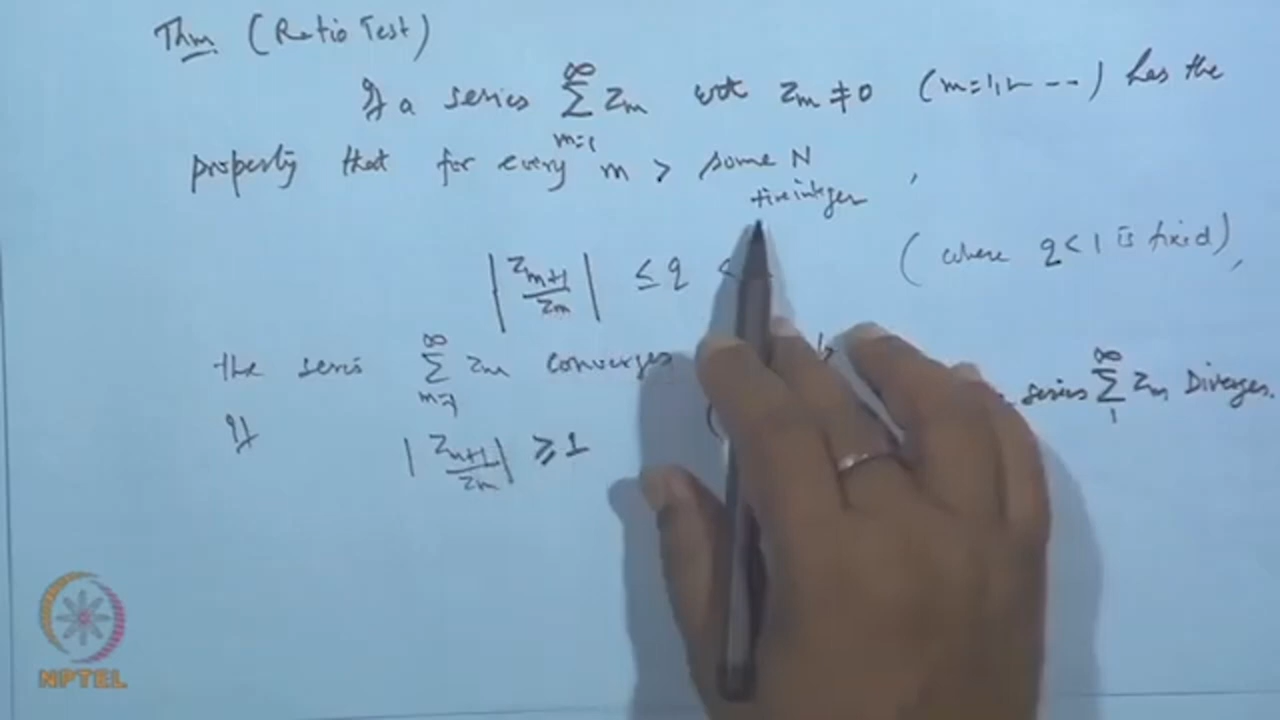 Thm (Ratio Test)
If a series ∑_{m=1}^{∞} z_m with z_m ≠ 0 (m=1,2 ---) has the
property that for every m > some N
+ive integer ,
| z_{m+1} / z_m | ≤ q < (where q < 1 is fixed),
the series ∑_{m=1}^{∞} z_m converges
series ∑_{1}^{∞} z_m Diverges.
If | z_{m+1} / z_m | ≥ 1
NPTEL